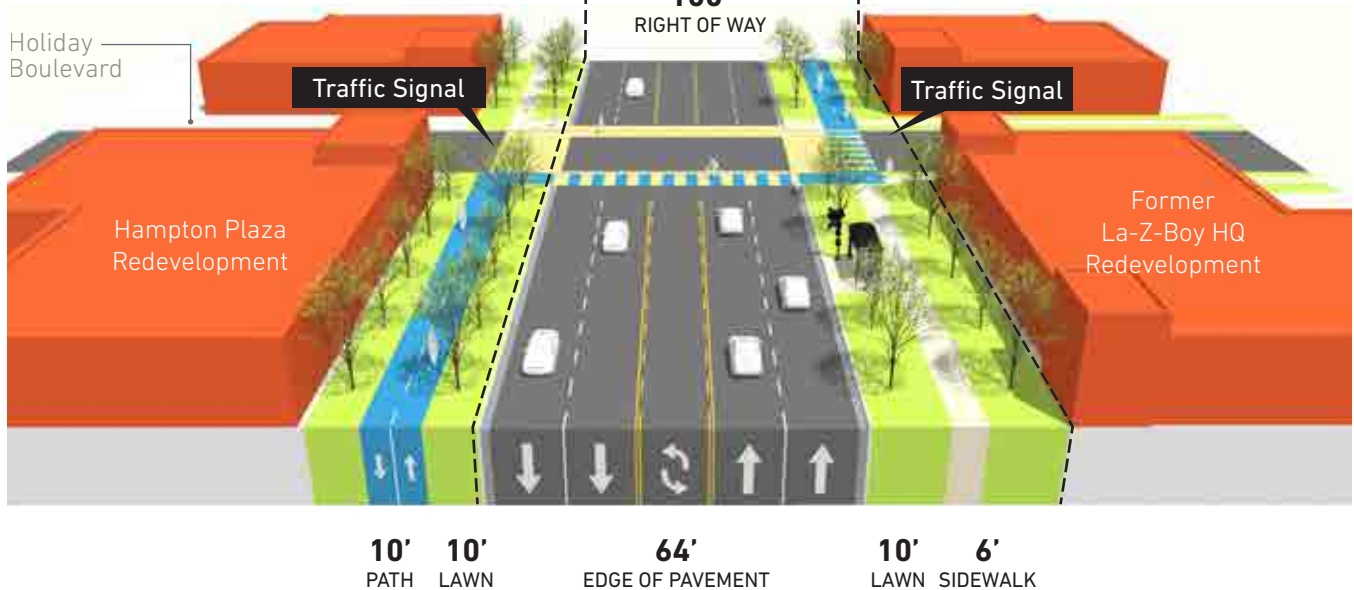 RIGHT OF WAY
Holiday
Boulevard
Traffic Signal
Traffic Signal
Hampton Plaza
Redevelopment
Former
La-Z-Boy HQ
Redevelopment
10’ 10’ 64’ 10’ 6’
PATH LAWN EDGE OF PAVEMENT LAWN SIDEWALK